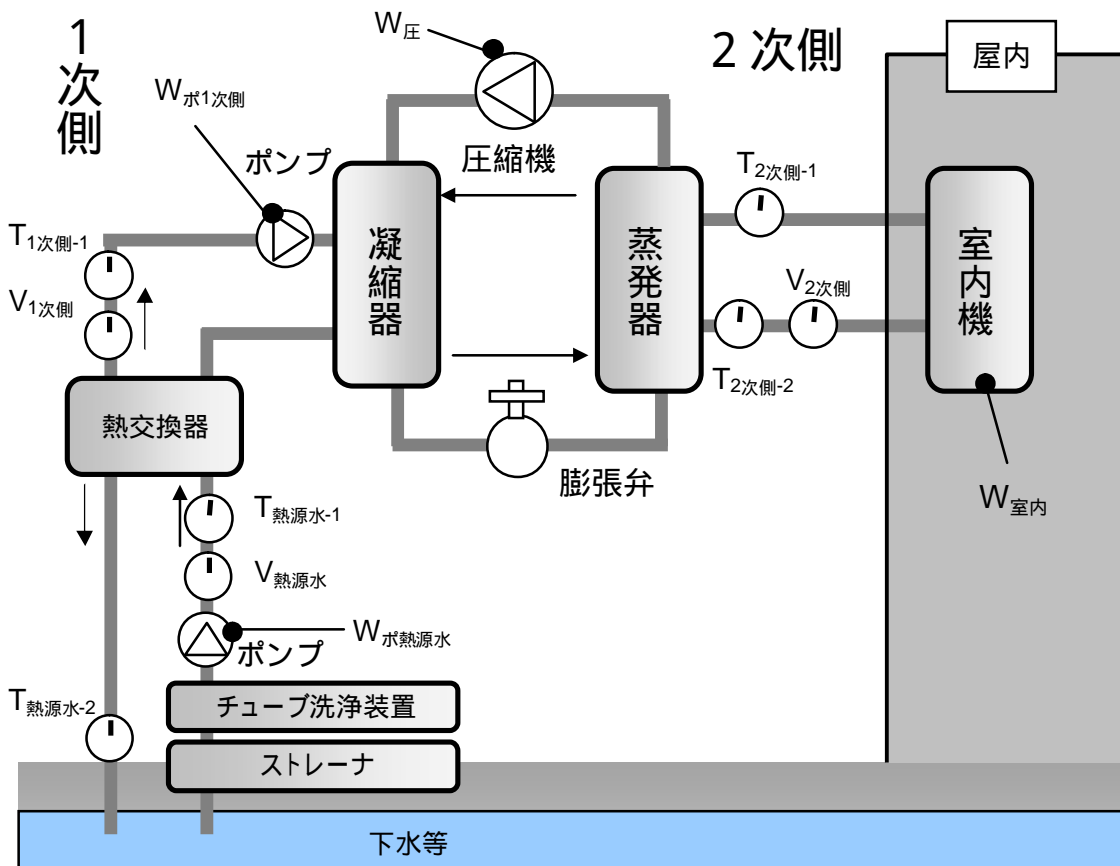 1次側
W圧
2次側
屋内
Wポ1次側
ポンプ
圧縮機
T2次側-1
T1次側-1
凝縮器
蒸発器
室内機
V1次側
V2次側
T2次側-2
熱交換器
膨張弁
W室内
T熱源水-1
V熱源水
Wポ熱源水
ポンプ
T熱源水-2
チューブ洗浄装置
ストレーナ
下水等